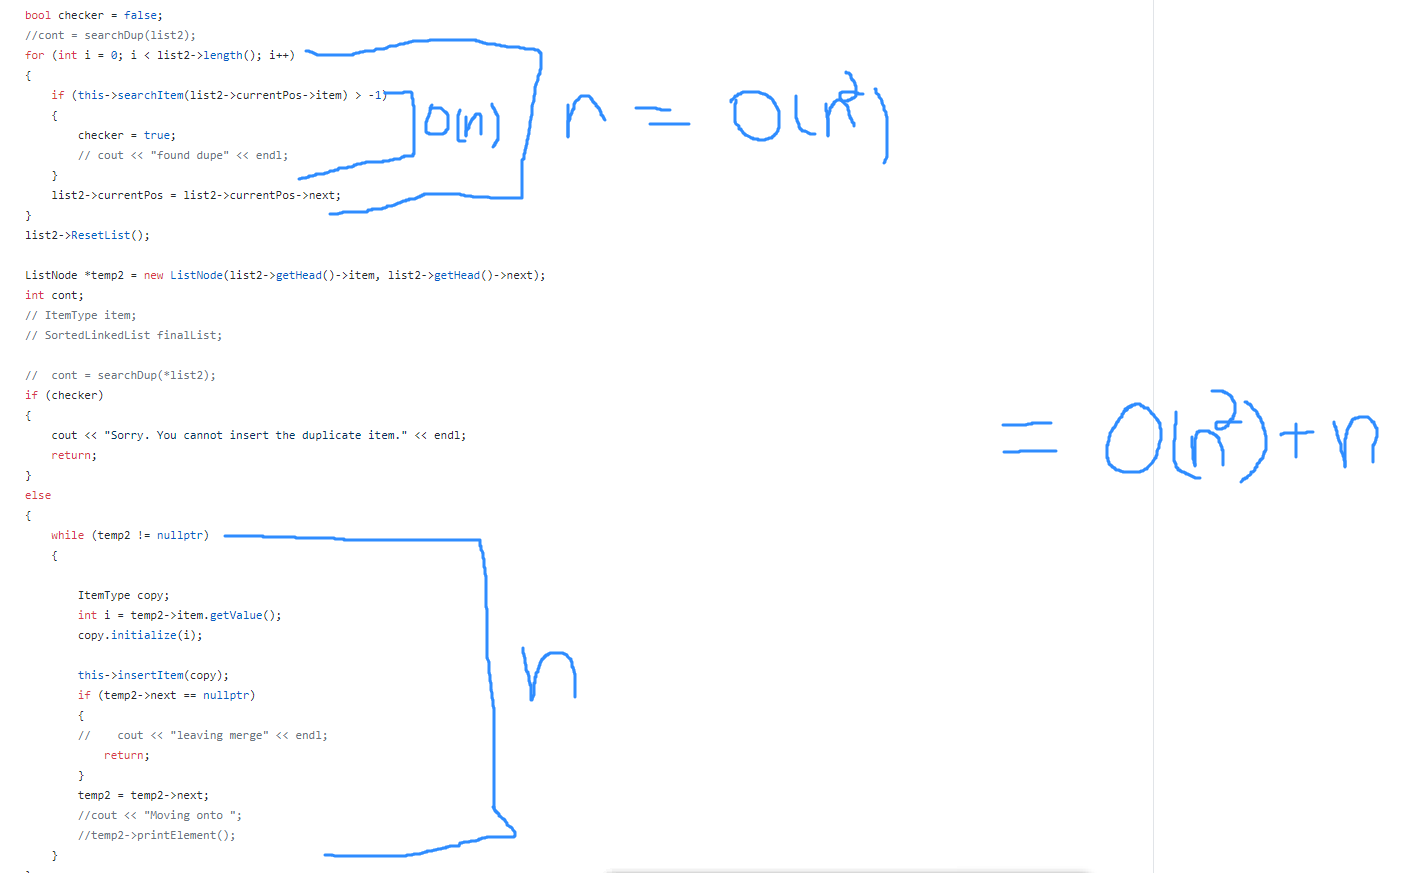 bool checker = false;
//cont = searchDup(list2);
for (int i = 0; i < list2->length(); i++)
{
if (this->searchItem(list2->currentPos->item) > -1)
{
O(n)
n = O(n²)
checker = true;
// cout << "found dupe" << endl;
}
list2->currentPos = list2->currentPos->next;
}
list2->ResetList();
ListNode *temp2 = new ListNode(list2->getHead()->item, list2->getHead()->next);
int cont;
// ItemType item;
// SortedLinkedList finalList;
//  cont = searchDup(*list2);
if (checker)
{
cout << "Sorry. You cannot insert the duplicate item." << endl;
= O(n²) + n
return;
}
else
{
while (temp2 != nullptr)
{
ItemType copy;
int i = temp2->item.getValue();
copy.initialize(i);
this->insertItem(copy);
n
if (temp2->next == nullptr)
{
//    cout << "leaving merge" << endl;
return;
}
temp2 = temp2->next;
//cout << "Moving onto ";
//temp2->printElement();
}